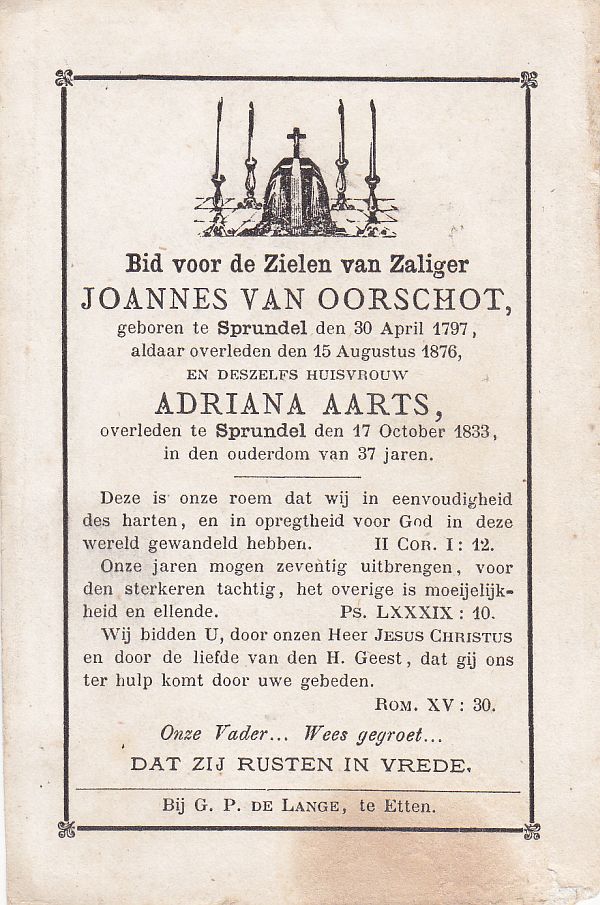 Bid voor de Zielen van Zaliger
JOANNES VAN OORSCHOT,
geboren te Sprundel den 30 April 1797,
aldaar overleden den 15 Augustus 1876,
EN DESZELFS HUISVROUW
ADRIANA AARTS,
overleden te Sprundel den 17 October 1833,
in den ouderdom van 37 jaren.
Deze is onze roem dat wij in eenvoudigheid
des harten, en in opregtheid voor God in deze
wereld gewandeld hebben. II COR. I: 12.
Onze jaren mogen zeventig uitbrengen, voor
den sterkeren tachtig, het overige is moeijelijk-
heid en ellende. PS. LXXXIX: 10.
Wij bidden U, door onzen Heer JESUS CHRISTUS
en door de liefde van den H. Geest, dat gij ons
ter hulp komt door uwe gebeden.
ROM. XV: 30.
Onze Vader... Wees gegroet...
DAT ZIJ RUSTEN IN VREDE.
Bij G. P. DE LANGE, te Etten.